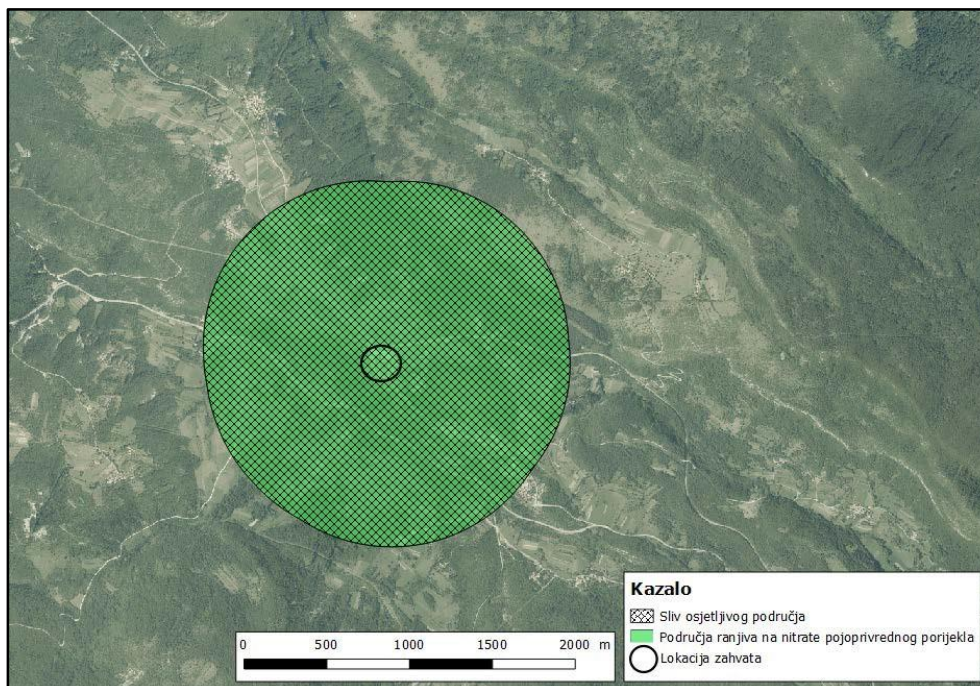 Kazalo
Sliv osjetljivog područja
Područja ranjiva na nitrate pojoprivrednog porijekla
Lokacija zahvata
0 500 1000 1500 2000 m